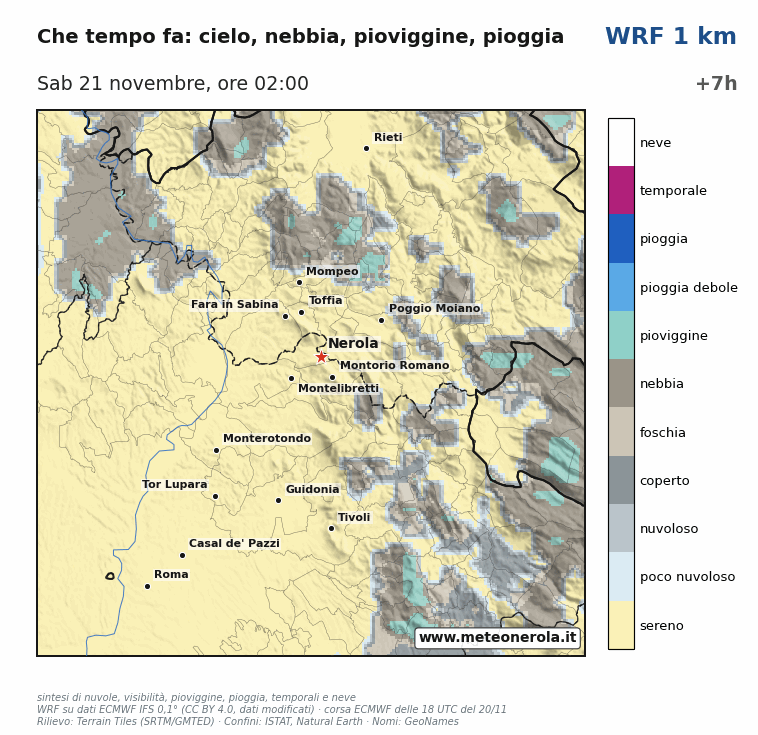 Che tempo fa: cielo, nebbia, pioviggine, pioggia
WRF 1 km
Sab 21 novembre, ore 02:00
+7h
Rieti
Mompeo
Fara in Sabina
Toffia
Poggio Moiano
Nerola
Montorio Romano
Montelibretti
Monterotondo
Tor Lupara
Guidonia
Tivoli
Casal de' Pazzi
Roma
www.meteonerola.it
neve
temporale
pioggia
pioggia debole
pioviggine
nebbia
foschia
coperto
nuvoloso
poco nuvoloso
sereno
sintesi di nuvole, visibilità, pioviggine, pioggia, temporali e neve
WRF su dati ECMWF IFS 0,1° (CC BY 4.0, dati modificati) · corsa ECMWF delle 18 UTC del 20/11
Rilievo: Terrain Tiles (SRTM/GMTED) · Confini: ISTAT, Natural Earth · Nomi: GeoNames